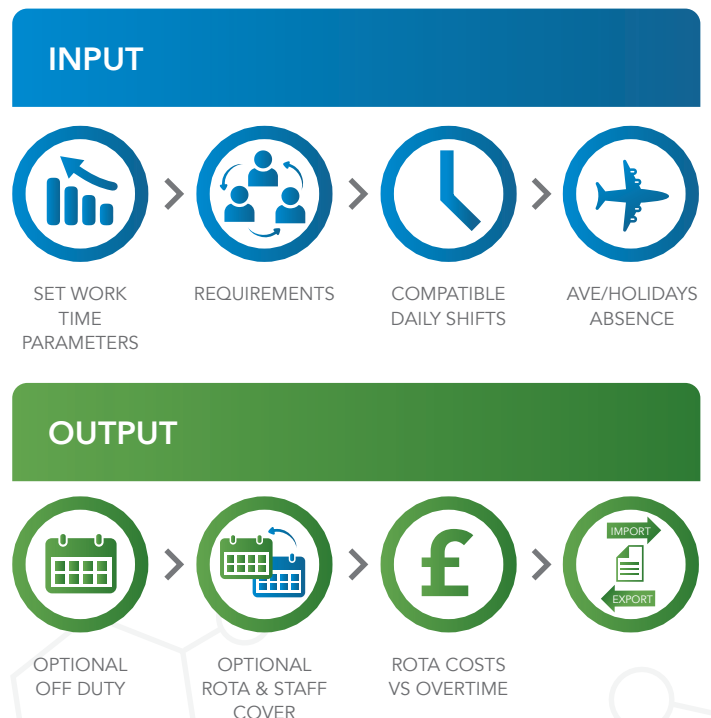 INPUT
SET WORK
TIME
PARAMETERS
REQUIREMENTS
COMPATIBLE
DAILY SHIFTS
AVE/HOLIDAYS
ABSENCE
OUTPUT
IMPORT
EXPORT
OPTIONAL
OFF DUTY
OPTIONAL
ROTA & STAFF
COVER
ROTA COSTS
VS OVERTIME
£